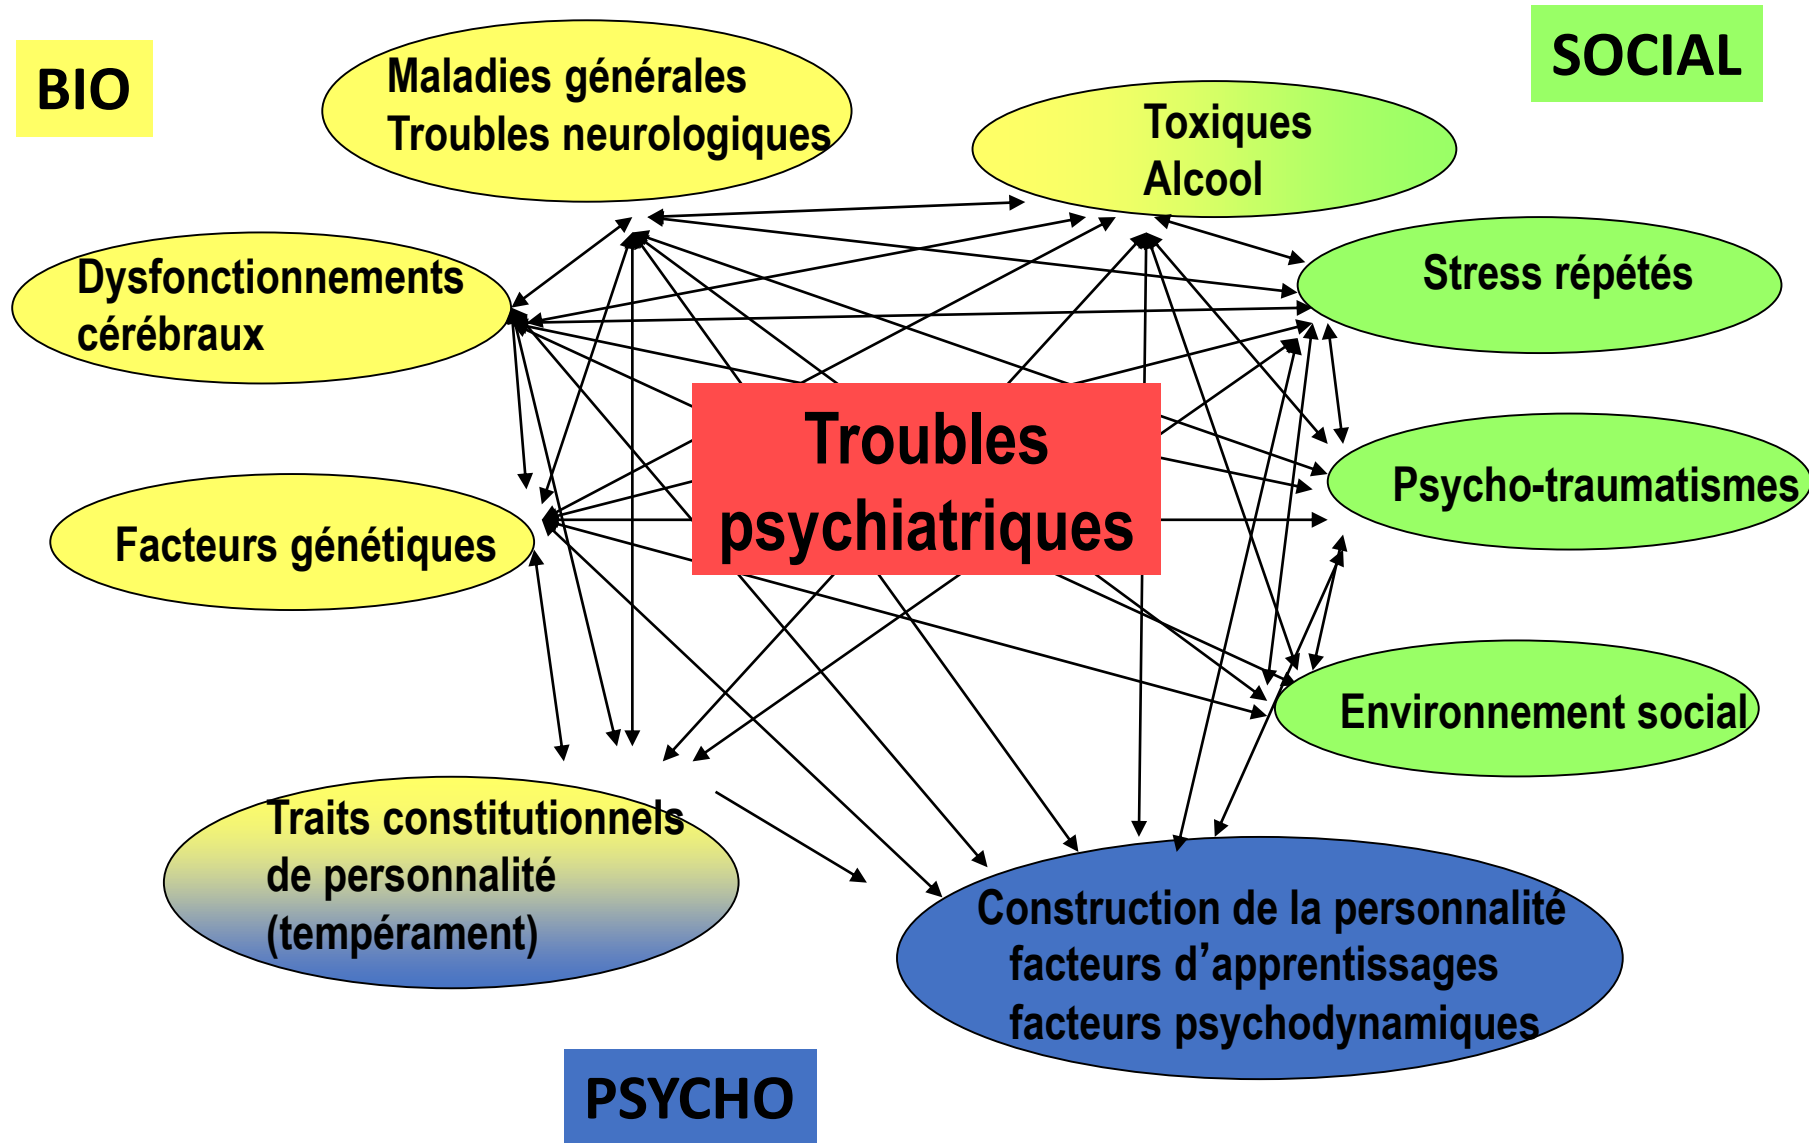 BIO
SOCIAL
Maladies générales
Troubles neurologiques
Toxiques
Alcool
Dysfonctionnements
cérébraux
Stress répétés
Troubles
psychiatriques
Psycho-traumatismes
Facteurs génétiques
Environnement social
Traits constitutionnels
de personnalité
(tempérament)
Construction de la personnalité
facteurs d’apprentissages
facteurs psychodynamiques
PSYCHO